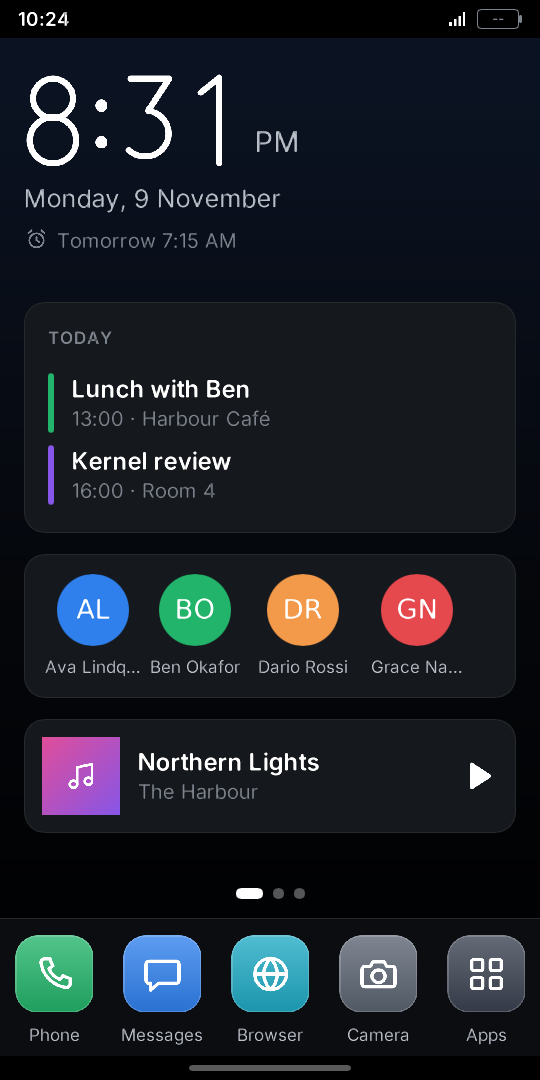 10:24
--
8:31 PM
Monday, 9 November
Tomorrow 7:15 AM
TODAY
Lunch with Ben
13:00 · Harbour Café
Kernel review
16:00 · Room 4
AL BO DR GN
Ava Lindq... Ben Okafor Dario Rossi Grace Na...
Northern Lights
The Harbour
Phone Messages Browser Camera Apps